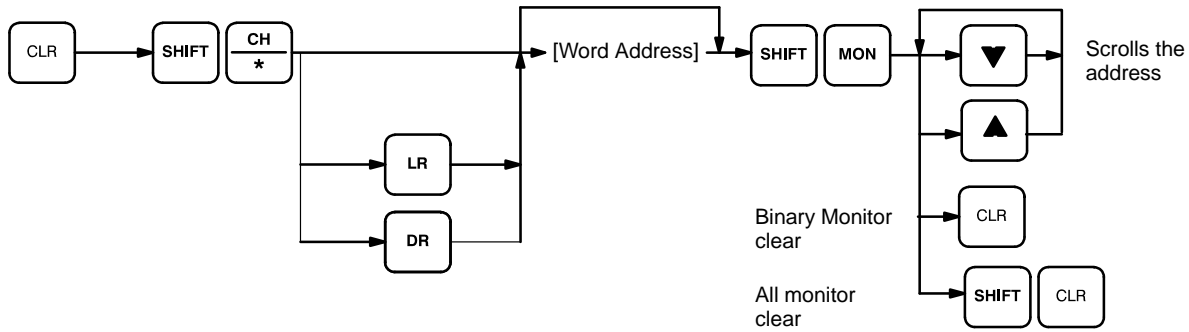 CLR
SHIFT
CH
*
[Word Address]
SHIFT
MON
Scrolls the
address
LR
DR
Binary Monitor
clear
CLR
All monitor
clear
SHIFT
CLR